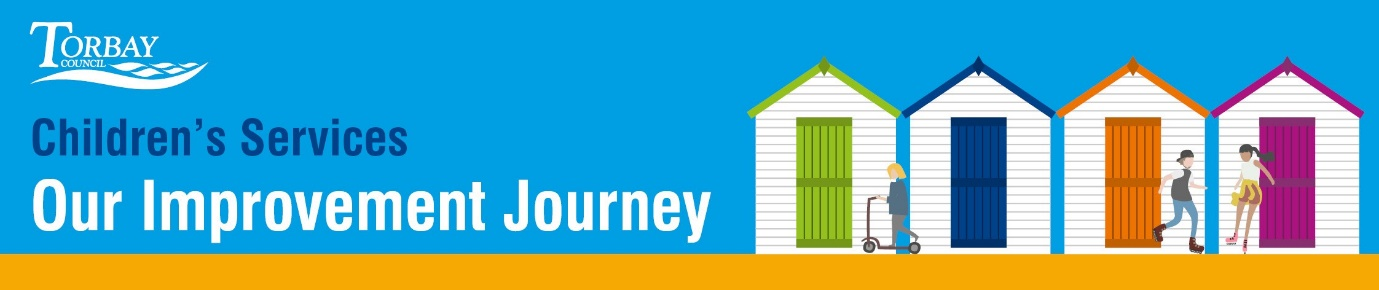 TORBAY
COUNCIL
Children's Services
Our Improvement Journey